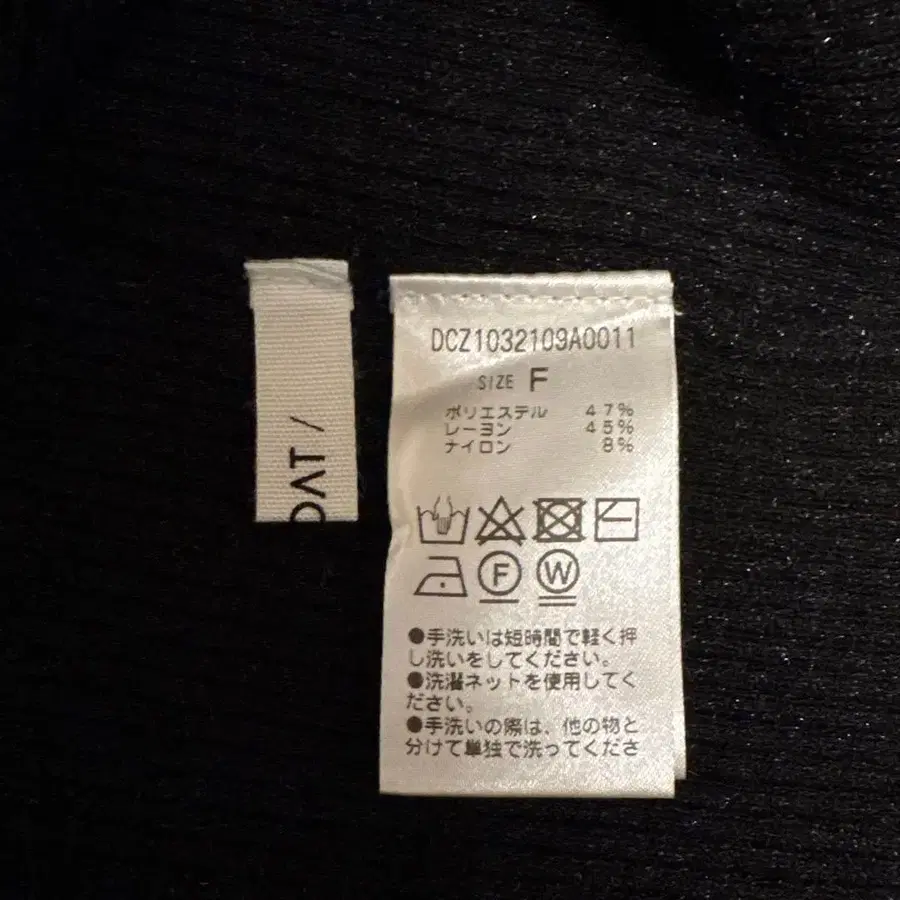 OAT /
DCZ1032109A0011
SIZE F
ポリエステル 47%
レーヨン 45%
ナイロン 8%
F W
●手洗いは短時間で軽く押
し洗いをしてください。
●洗濯ネットを使用してく
ださい。
●手洗いの際は、他の物と
分けて単独で洗ってくださ